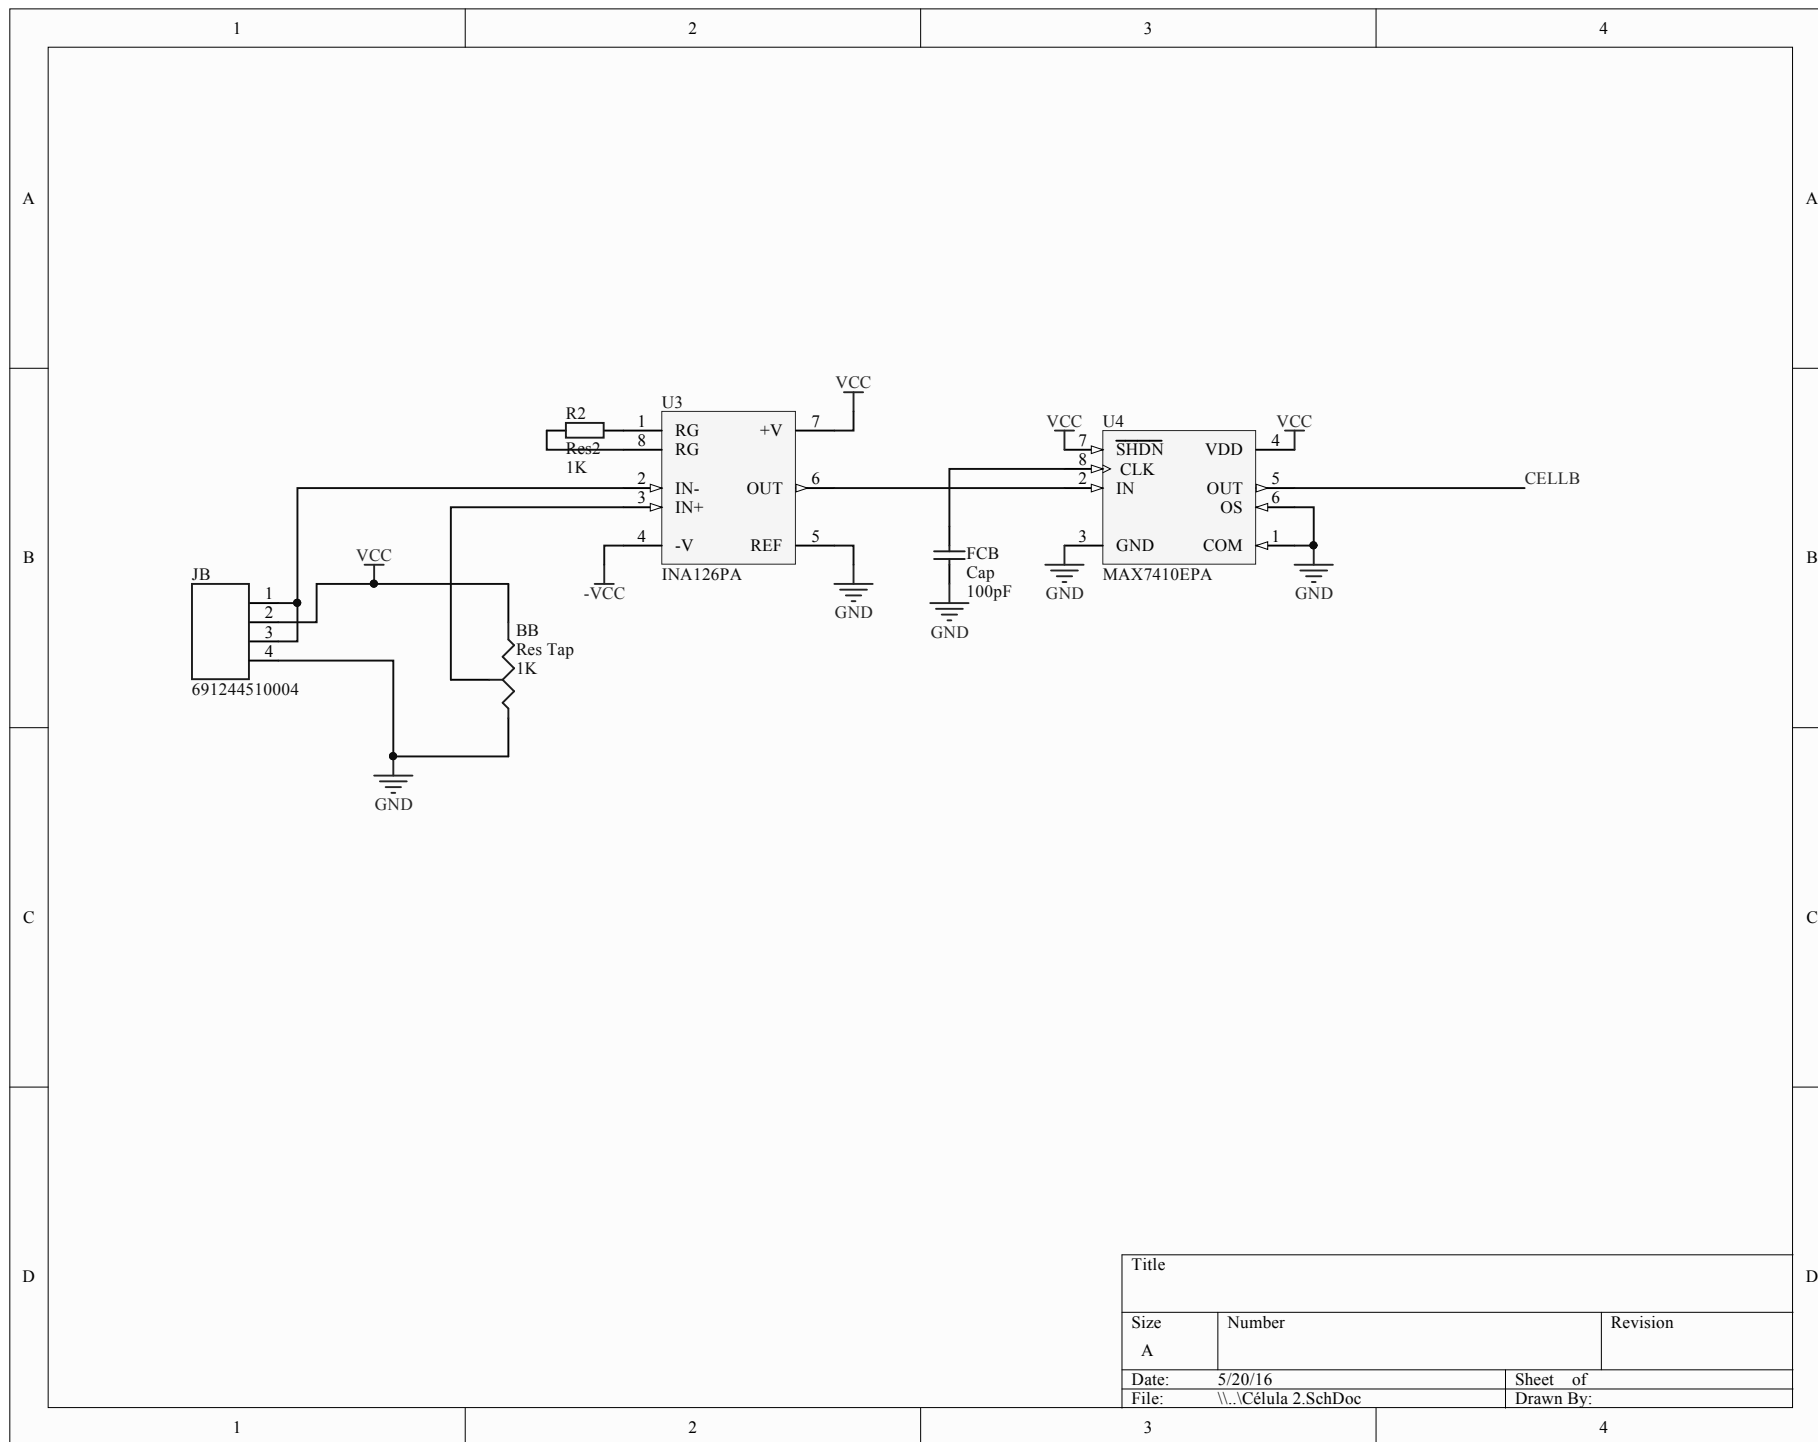 1 2 3 4
A A
VCC
U3
R2
1 RG +V 7
8 RG
Res2
1K
2 IN- OUT 6
3 IN+
4 -V REF 5
INA126PA
-VCC
GND
VCC
U4
VCC
7 SHDN VDD 4
8 CLK
2 IN OUT 5
CELLB
OS 6
3 GND COM 1
MAX7410EPA
GND
GND
FCB
Cap
100pF
GND
B B
VCC
JB
1
2
3
4
691244510004
BB
Res Tap
1K
GND
C C
D D
Title
Size Number Revision
A
Date: 5/20/16 Sheet of
File: \\..\Célula 2.SchDoc Drawn By:
1 2 3 4